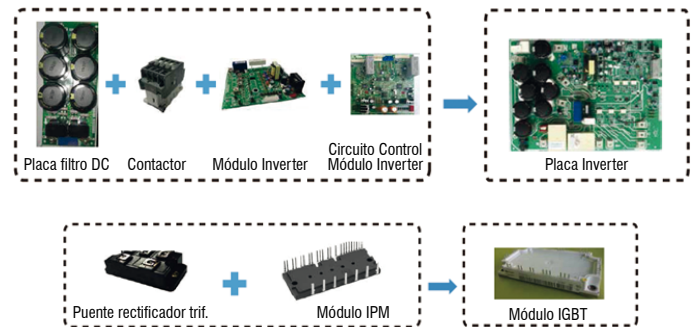 Placa filtro DC
Contactor
Módulo Inverter
Circuito Control
Módulo Inverter
Placa Inverter
Puente rectificador trif.
Módulo IPM
Módulo IGBT